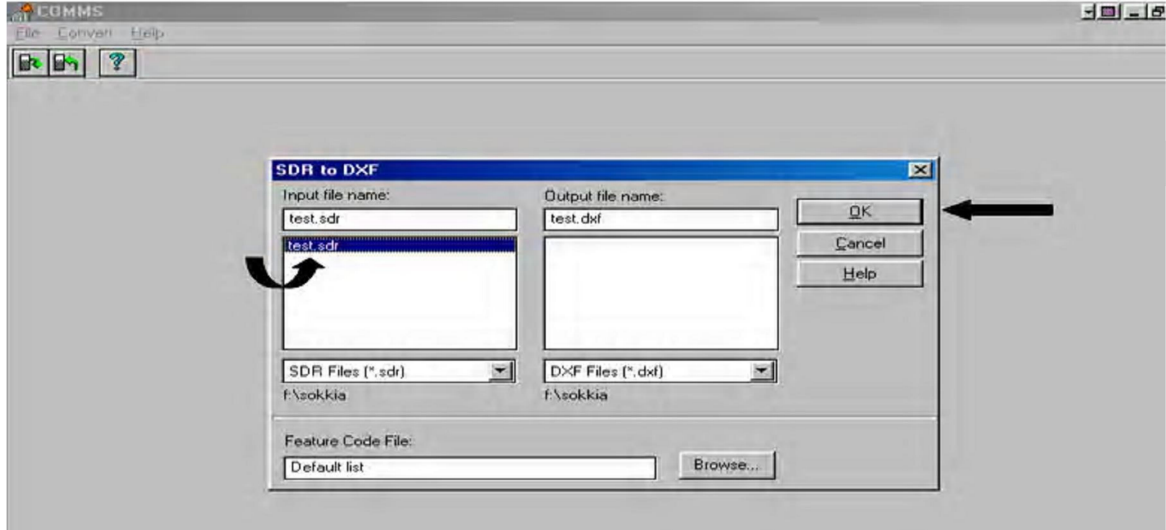 COMMS
File Convert Help
SDR to DXF
Input file name:
test.sdr
test.sdr
SDR Files (*.sdr)
f:\sokkia
Output file name:
test.dxf
DXF Files (*.dxf)
f:\sokkia
OK
Cancel
Help
Feature Code File:
Default list
Browse...